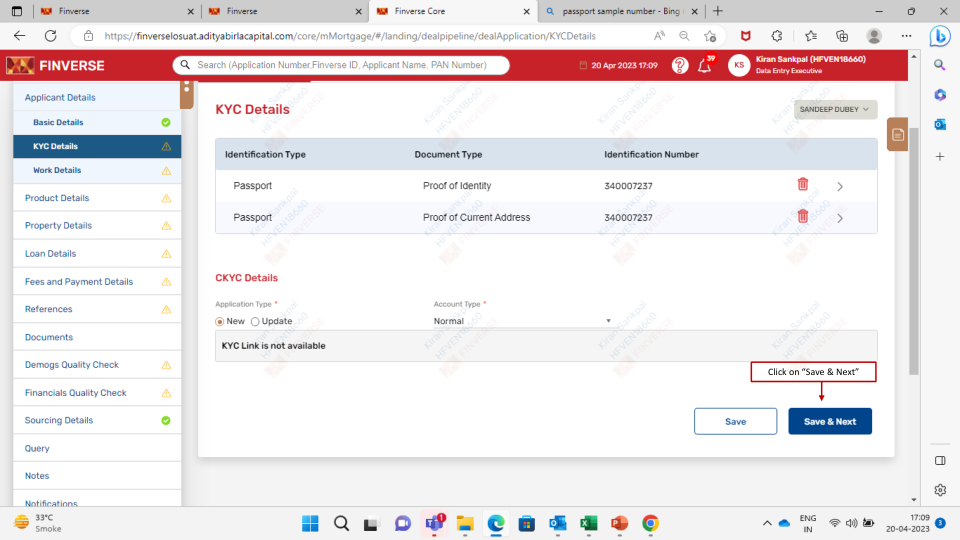 Finverse
Finverse
Finverse Core
passport sample number - Bing
https://finverselosuat.adityabirlacapital.com/core/mMortgage/#/landing/dealpipeline/dealApplication/KYCDetails
FINVERSE
Search (Application Number,Finverse ID, Applicant Name, PAN Number)
20 Apr 2023 17:09
39
KS
Kiran Sankpal (HFVEN18660)
Data Entry Executive
Applicant Details
Basic Details
KYC Details
Work Details
Product Details
Property Details
Loan Details
Fees and Payment Details
References
Documents
Demogs Quality Check
Financials Quality Check
Sourcing Details
Query
Notes
Notifications
KYC Details
SANDEEP DUBEY
Identification Type Document Type Identification Number
Passport Proof of Identity 340007237
Passport Proof of Current Address 340007237
CKYC Details
Application Type * Account Type *
New Update Normal
KYC Link is not available
Click on “Save & Next”
Save Save & Next
33°C
Smoke
1
ENG
IN
17:09
20-04-2023
3